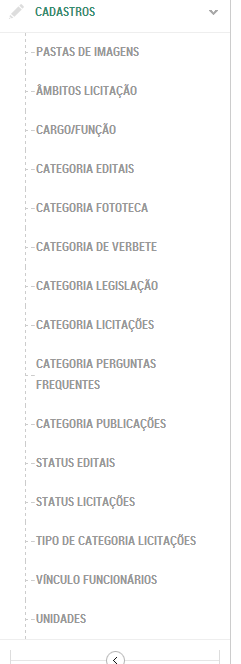 CADASTROS
PASTAS DE IMAGENS
ÂMBITOS LICITAÇÃO
CARGO/FUNÇÃO
CATEGORIA EDITAIS
CATEGORIA FOTOTECA
CATEGORIA DE VERBETE
CATEGORIA LEGISLAÇÃO
CATEGORIA LICITAÇÕES
CATEGORIA PERGUNTAS
FREQUENTES
CATEGORIA PUBLICAÇÕES
STATUS EDITAIS
STATUS LICITAÇÕES
TIPO DE CATEGORIA LICITAÇÕES
VÍNCULO FUNCIONÁRIOS
UNIDADES